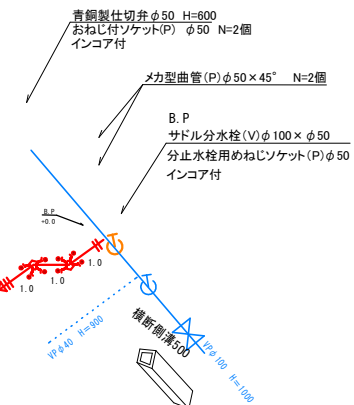 青銅製仕切弁φ50 H=600
おねじ付ソケット(P) φ50 N=2個
インコア付
メカ型曲管(P)φ50×45° N=2個
B.P
サドル分水栓(V)φ100×φ50
分止水栓用めねじソケット(P)φ50
インコア付
B.P
+0.0
1.0
1.0
1.0
VPφ40 H=900
横断側溝500
VPφ100 H=1000